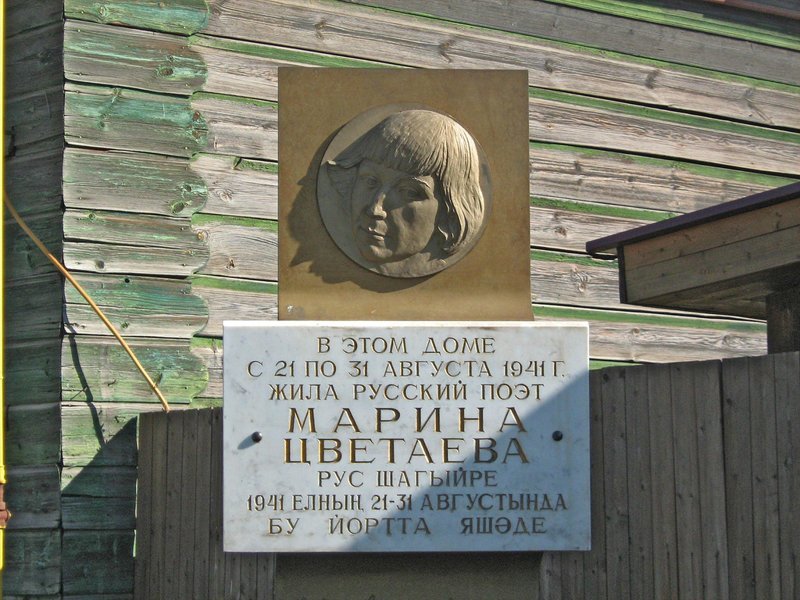 В ЭТОМ ДОМЕ
С 21 ПО 31 АВГУСТА 1941 Г.
ЖИЛА РУССКИЙ ПОЭТ
МАРИНА
ЦВЕТАЕВА
РУС ШАГЫЙРЕ
1941 ЕЛНЫҢ 21-31 АВГУСТЫНДА
БУ ЙОРТТА ЯШӘДЕ